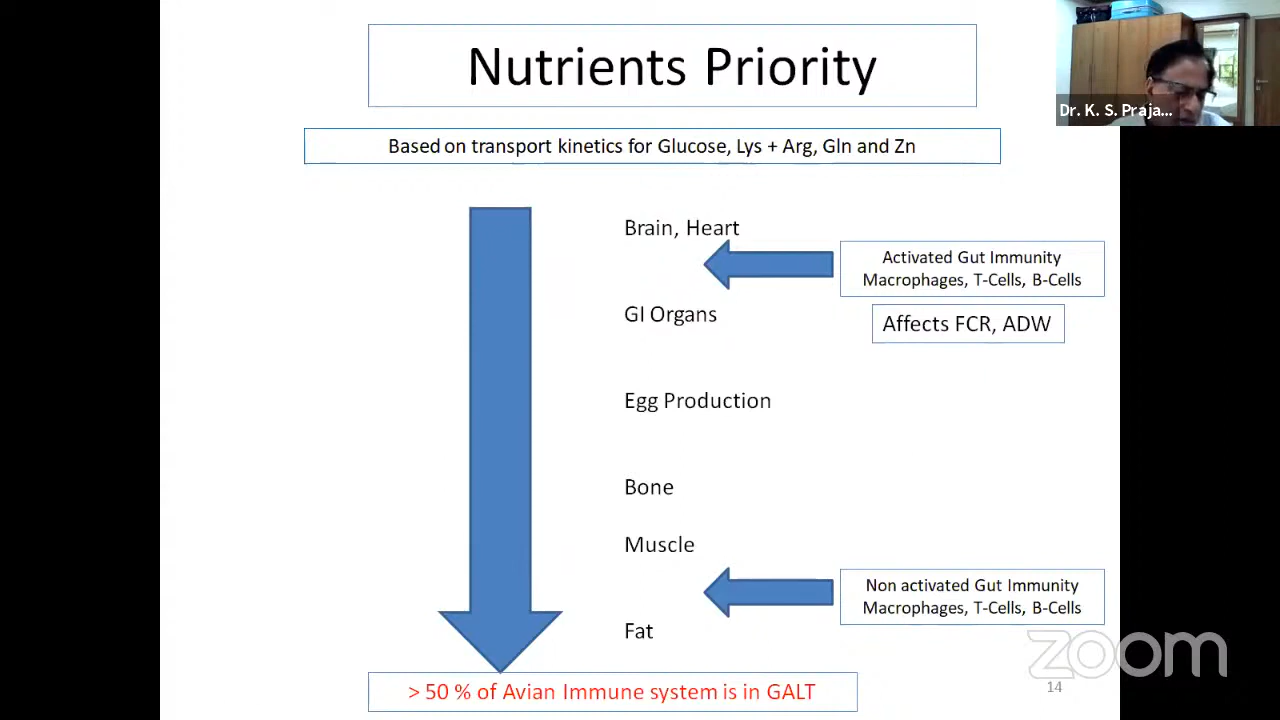 Nutrients Priority
Dr. K. S. Praja...
Based on transport kinetics for Glucose, Lys + Arg, Gln and Zn
Brain, Heart
Activated Gut Immunity
Macrophages, T-Cells, B-Cells
GI Organs
Affects FCR, ADW
Egg Production
Bone
Muscle
Non activated Gut Immunity
Macrophages, T-Cells, B-Cells
Fat
zoom
14
> 50 % of Avian Immune system is in GALT